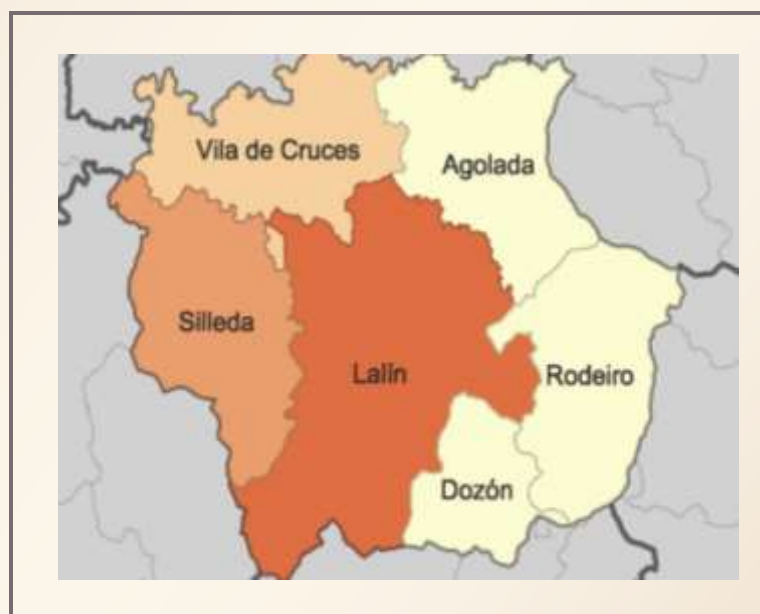 Vila de Cruces
Agolada
Silleda
Lalín
Rodeiro
Dozón